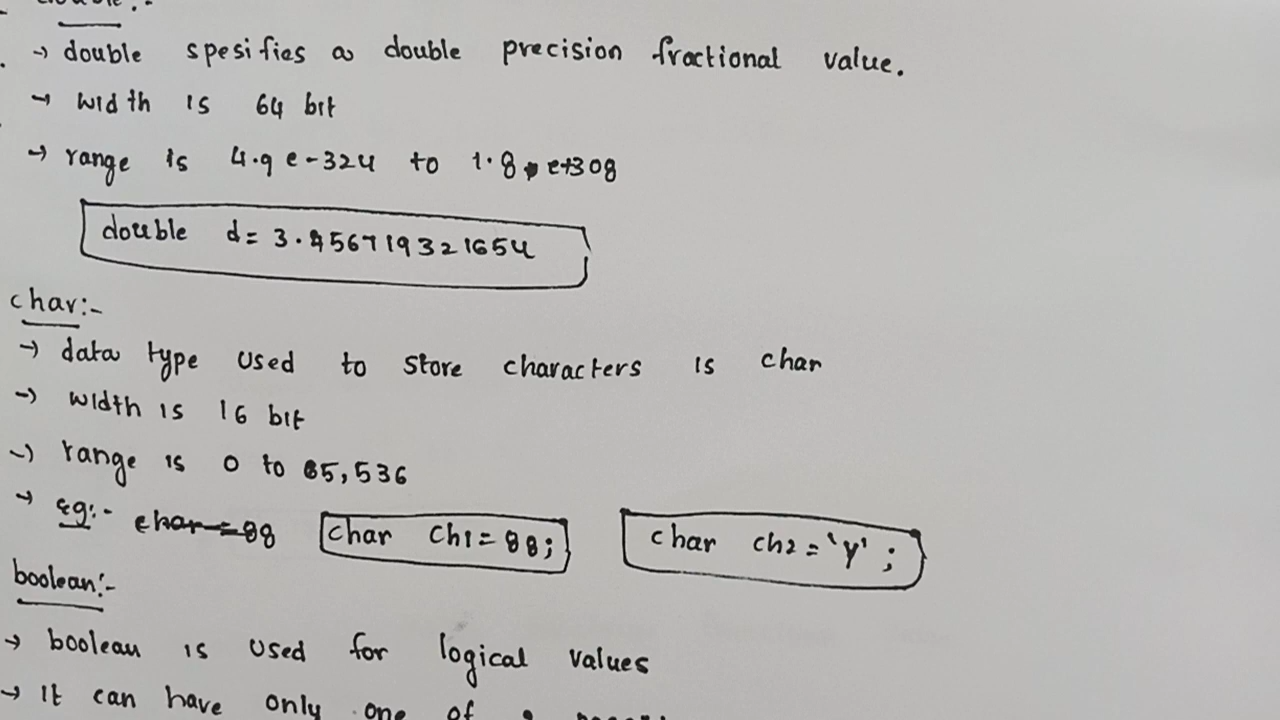 → double spesifies a double precision fractional value.
→ width is 64 bit
→ range is 4.9 e-324 to 1.8 e+308
double d= 3.456719321654
char:-
→ data type used to store characters is char
→ width is 16 bit
→ range is 0 to 65,536
→ eg:- char=88 char ch1= 88; char ch2='Y';
boolean:-
→ boolean is used for logical values
→ It can have only one of